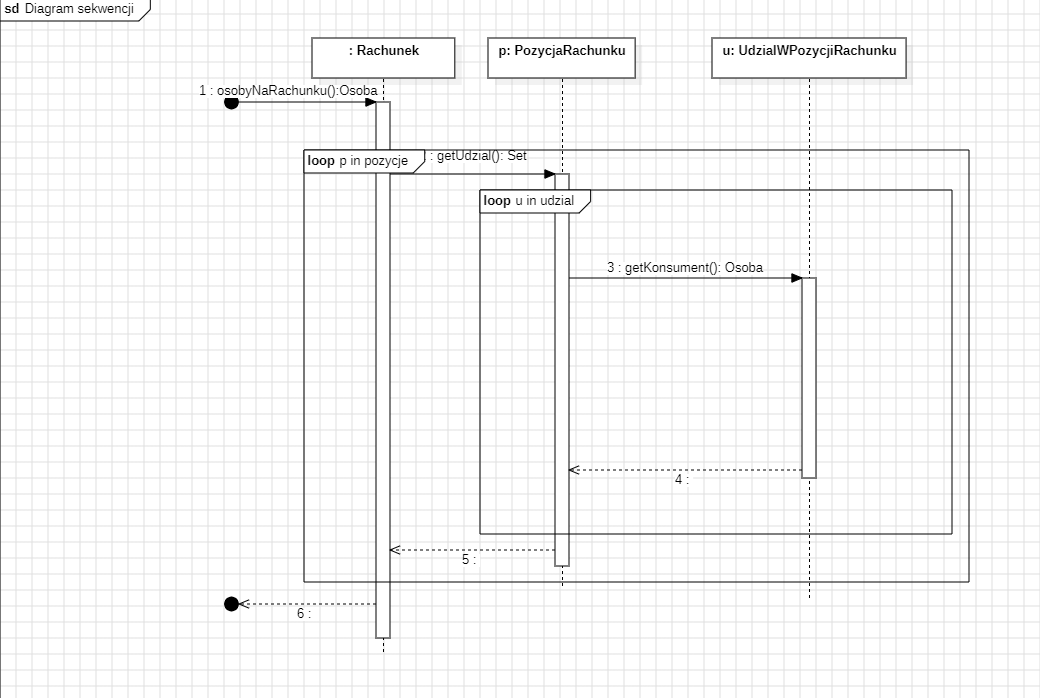 sd Diagram sekwencji
: Rachunek
p: PozycjaRachunku
u: UdzialWPozycjiRachunku
1 : osobyNaRachunku():Osoba
loop p in pozycje
: getUdzial(): Set
loop u in udzial
3 : getKonsument(): Osoba
4 :
5 :
6 :